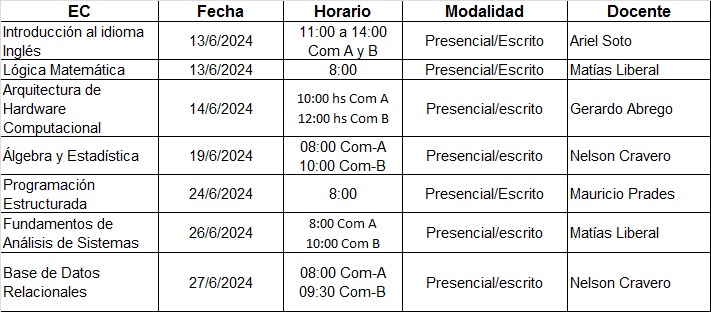 EC Fecha Horario Modalidad Docente
Introducción al idioma
Inglés
13/6/2024
11:00 a 14:00
Com A y B
Presencial/Escrito
Ariel Soto
Lógica Matemática 13/6/2024 8:00 Presencial/Escrito Matías Liberal
Arquitectura de
Hardware
Computacional
14/6/2024
10:00 hs Com A
12:00 hs Com B
Presencial/escrito
Gerardo Abrego
Álgebra y Estadística
19/6/2024
08:00 Com-A
10:00 Com-B
Presencial/escrito
Nelson Cravero
Programación
Estructurada
24/6/2024
8:00
Presencial/Escrito
Mauricio Prades
Fundamentos de
Análisis de Sistemas
26/6/2024
8:00 Com A
10:00 Com B
Presencial/escrito
Matías Liberal
Base de Datos
Relacionales
27/6/2024
08:00 Com-A
09:30 Com-B
Presencial/escrito
Nelson Cravero